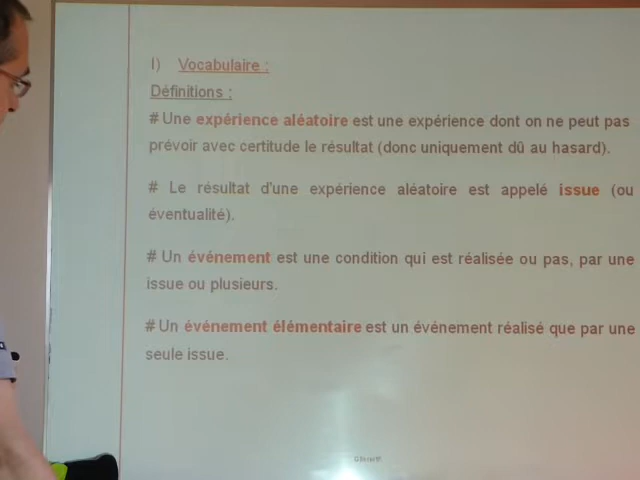 I) Vocabulaire :
Définitions :
# Une expérience aléatoire est une expérience dont on ne peut pas
prévoir avec certitude le résultat (donc uniquement dû au hasard).
# Le résultat d'une expérience aléatoire est appelé issue (ou
éventualité).
# Un événement est une condition qui est réalisée ou pas, par une
issue ou plusieurs.
# Un événement élémentaire est un événement réalisé que par une
seule issue.